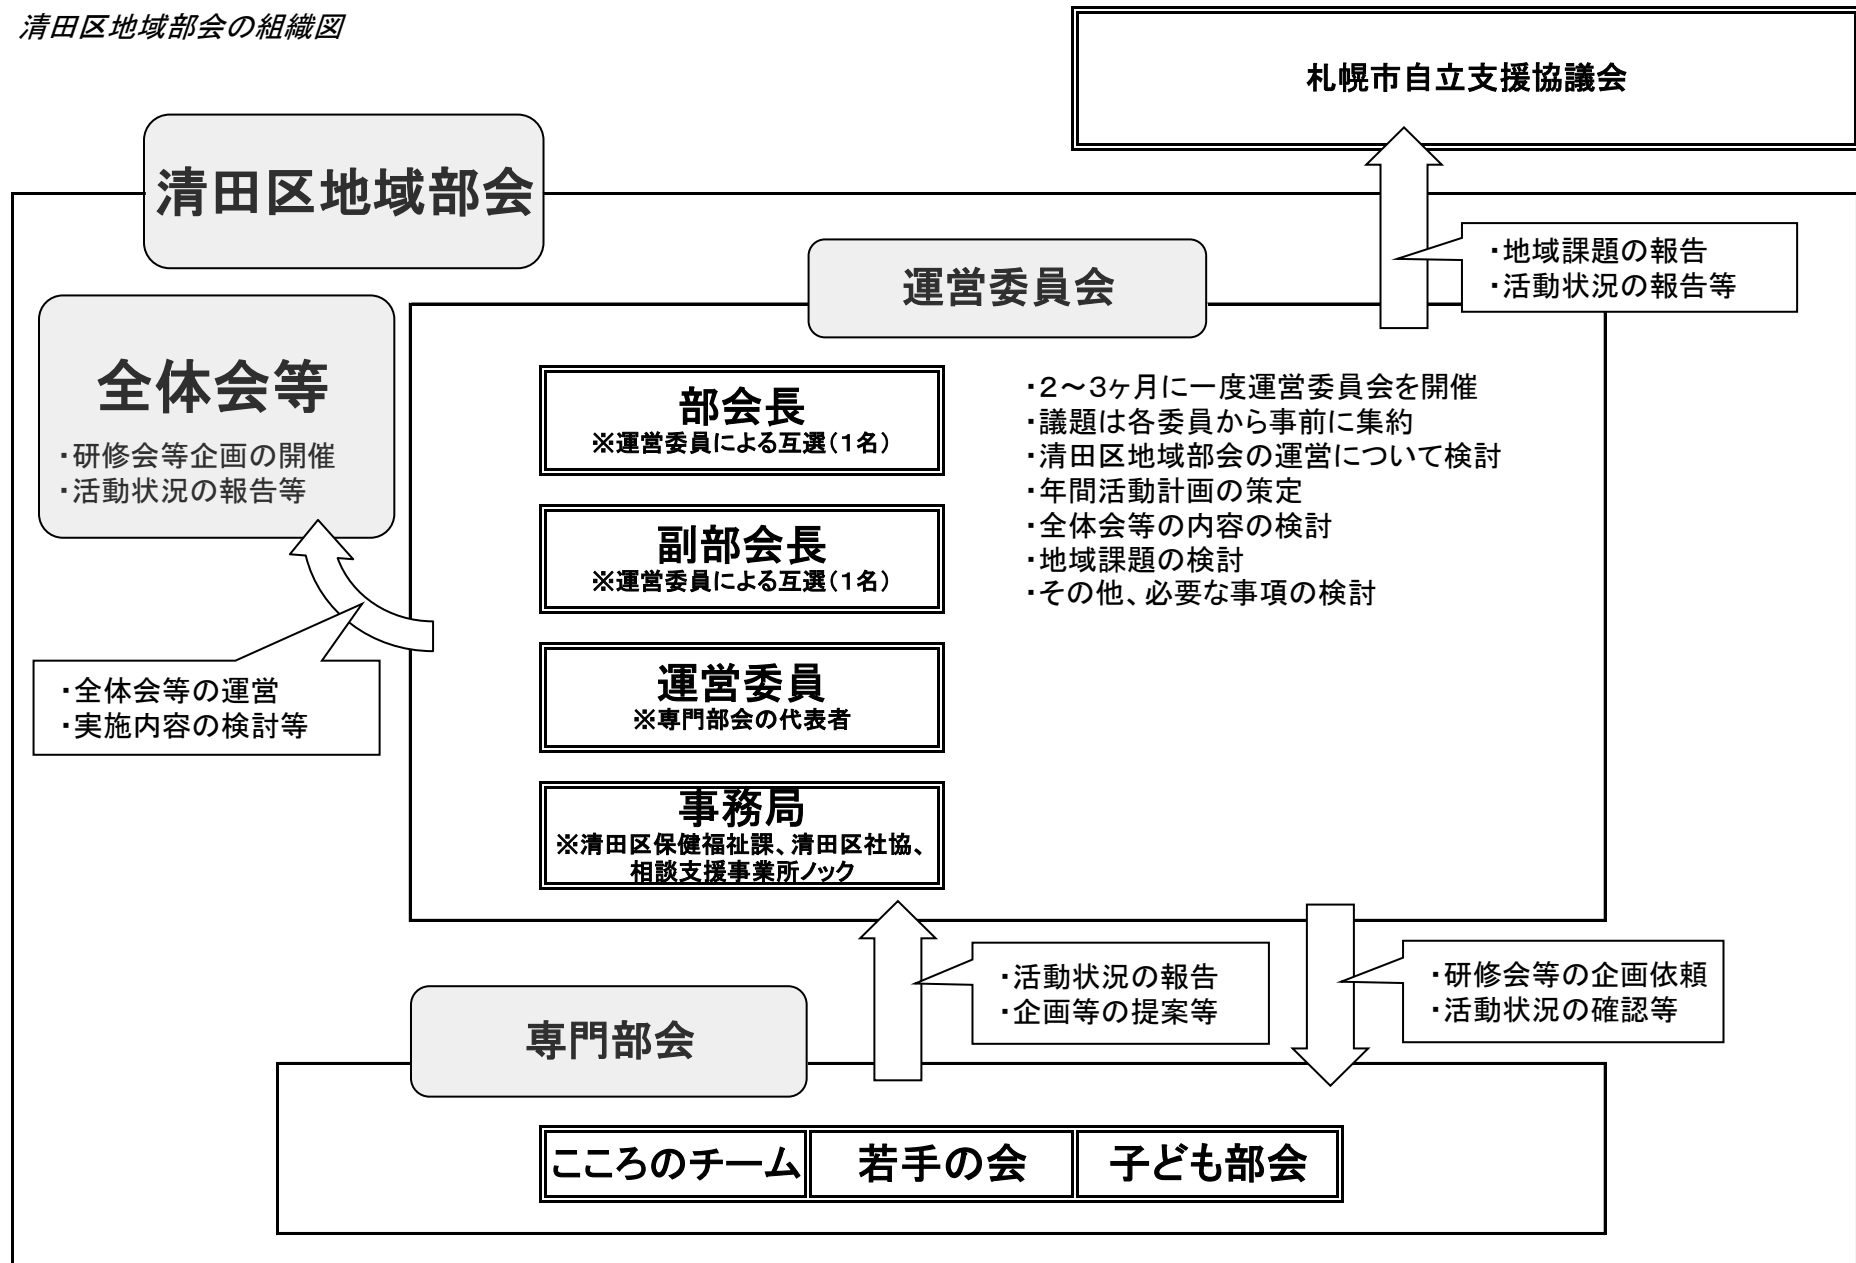 清田区地域部会の組織図
札幌市自立支援協議会
清田区地域部会
・地域課題の報告
・活動状況の報告等
運営委員会
全体会等
・研修会等企画の開催
・活動状況の報告等
部会長
※運営委員による互選（１名）
副部会長
※運営委員による互選（１名）
運営委員
※専門部会の代表者
事務局
※清田区保健福祉課、清田区社協、
相談支援事業所ノック
・２～３ヶ月に一度運営委員会を開催
・議題は各委員から事前に集約
・清田区地域部会の運営について検討
・年間活動計画の策定
・全体会等の内容の検討
・地域課題の検討
・その他、必要な事項の検討
・全体会等の運営
・実施内容の検討等
・活動状況の報告
・企画等の提案等
・研修会等の企画依頼
・活動状況の確認等
専門部会
こころのチーム
若手の会
子ども部会